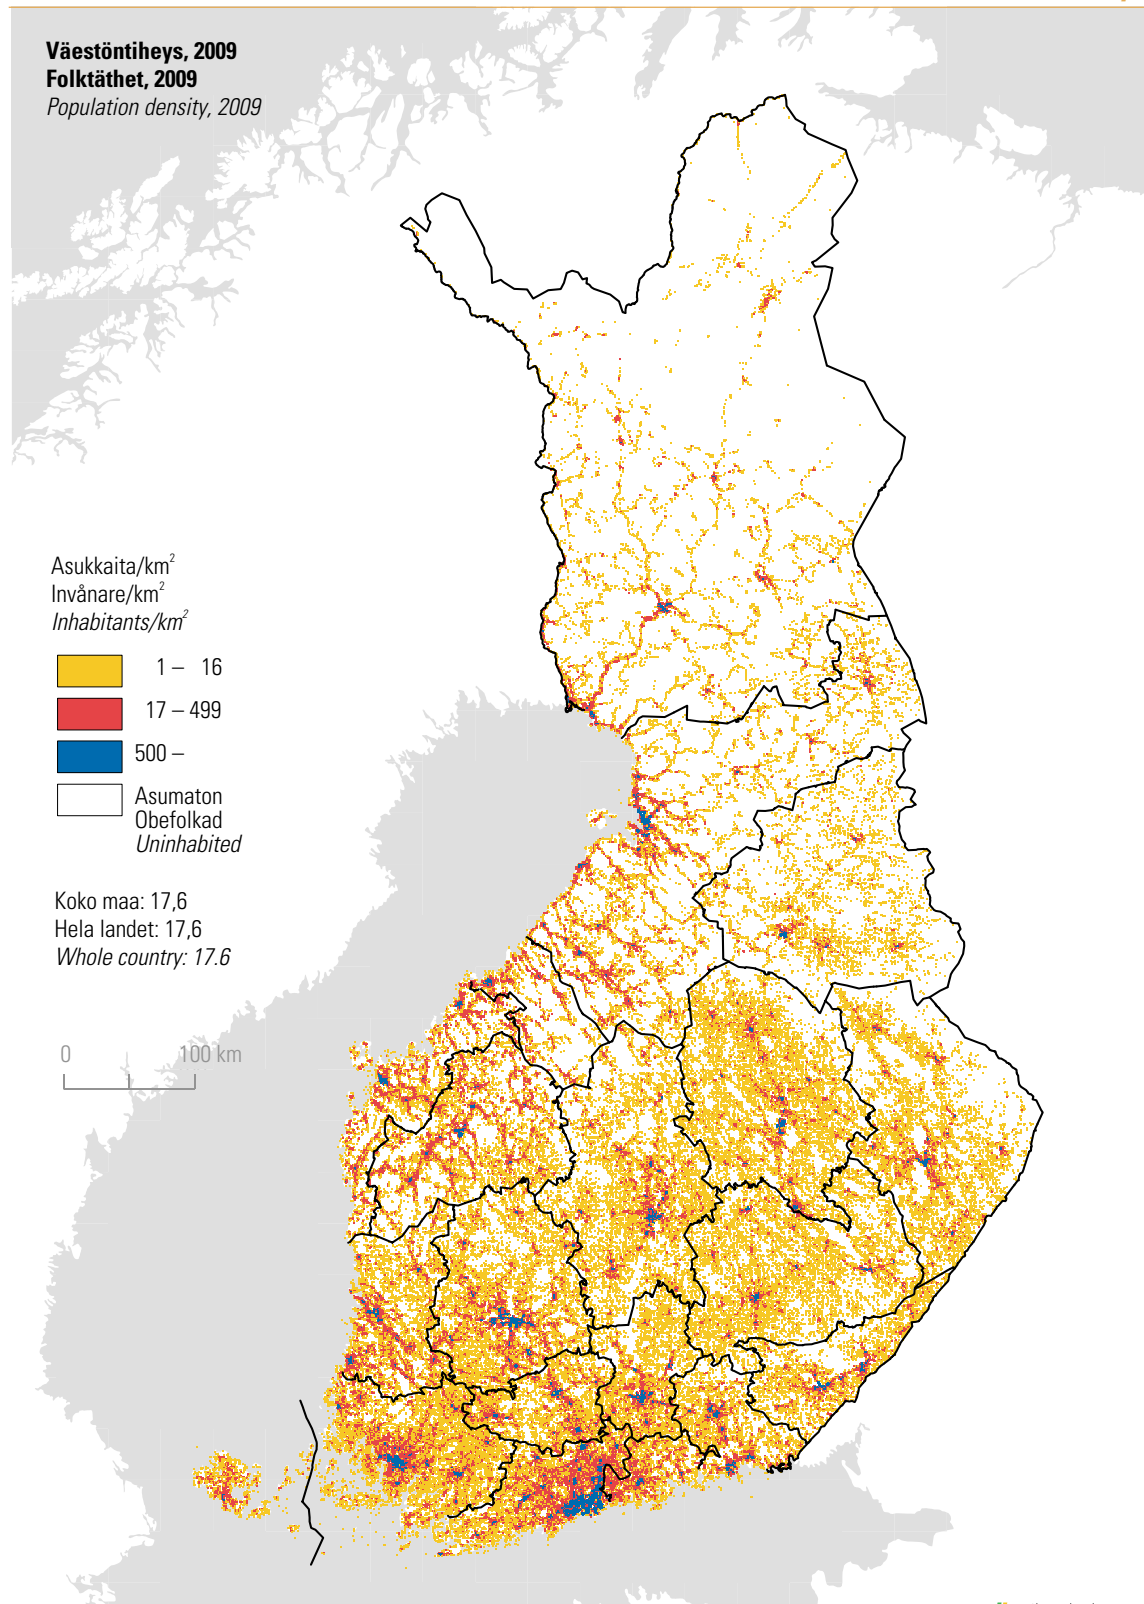 Väestöntiheys, 2009
Folktäthet, 2009
Population density, 2009
Asukkaita/km²
Invånare/km²
Inhabitants/km²
1 – 16
17 – 499
500 –
Asumaton
Obefolkad
Uninhabited
Koko maa: 17,6
Hela landet: 17,6
Whole country: 17.6
0 100 km